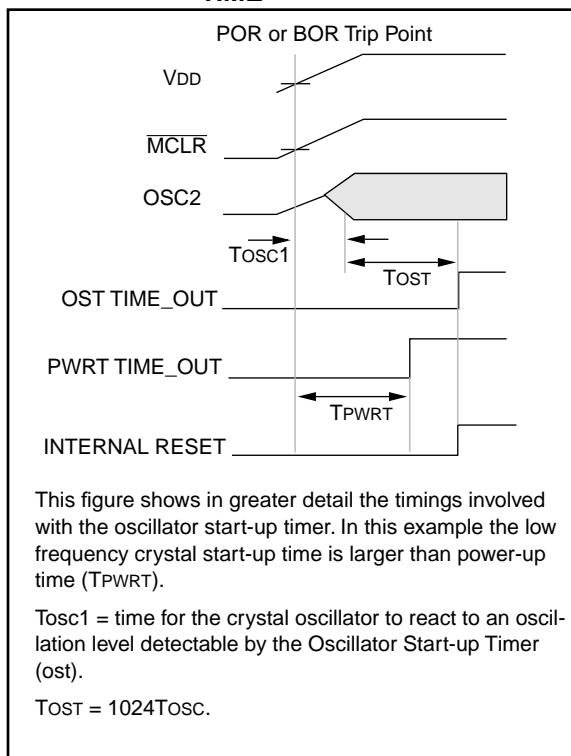 POR or BOR Trip Point
VDD
MCLR
OSC2
TOSC1
TOST
OST TIME_OUT
PWRT TIME_OUT
TPWRT
INTERNAL RESET
This figure shows in greater detail the timings involved
with the oscillator start-up timer. In this example the low
frequency crystal start-up time is larger than power-up
time (TPWRT).
Tosc1 = time for the crystal oscillator to react to an oscil-
lation level detectable by the Oscillator Start-up Timer
(ost).
TOST = 1024TOSC.